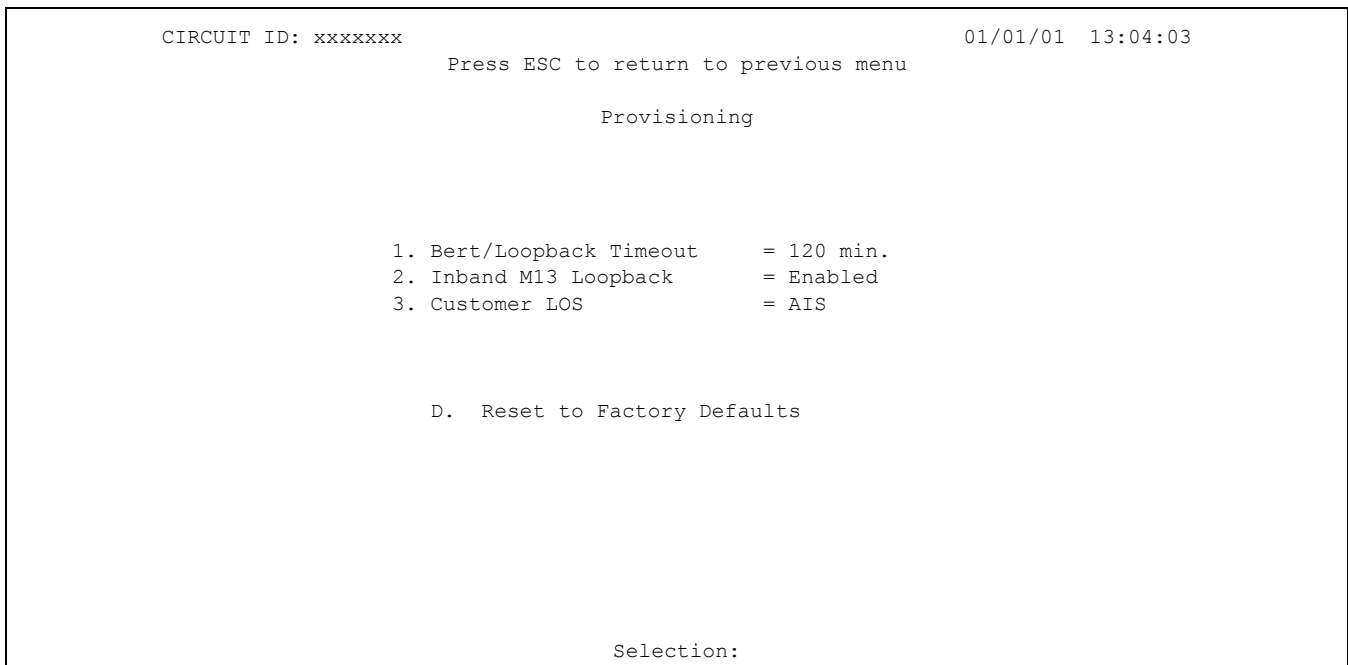 CIRCUIT ID: xxxxxxx 01/01/01 13:04:03
Press ESC to return to previous menu
Provisioning
1. Bert/Loopback Timeout = 120 min.
2. Inband M13 Loopback = Enabled
3. Customer LOS = AIS
D. Reset to Factory Defaults
Selection: